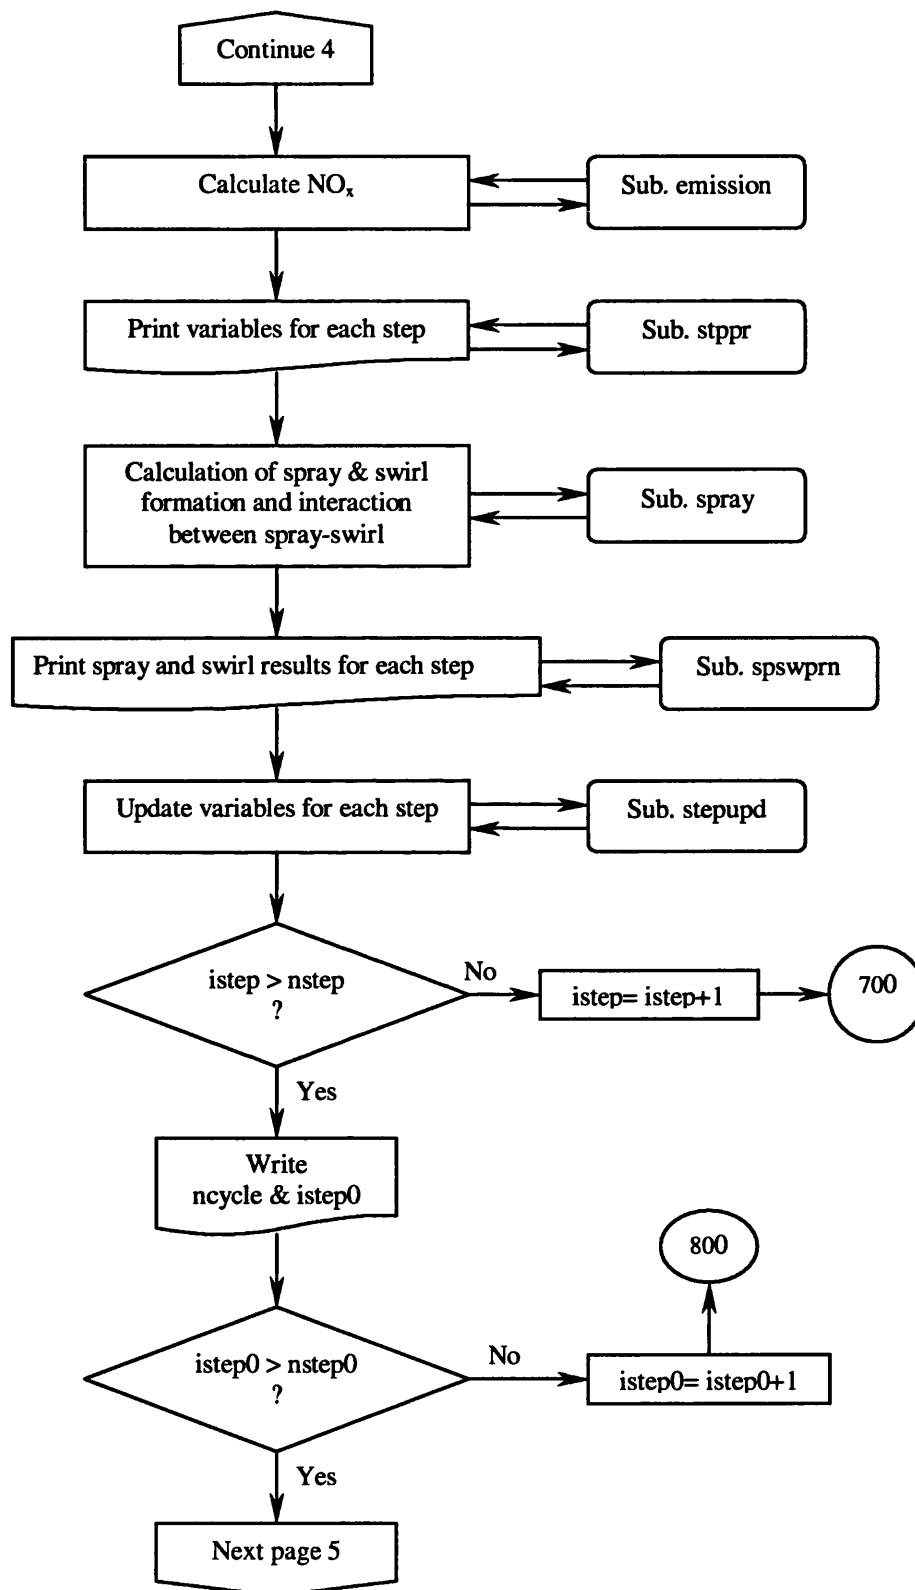 Continue 4
Calculate NOx
Sub. emission
Print variables for each step
Sub. stppr
Calculation of spray & swirl
formation and interaction
between spray-swirl
Sub. spray
Print spray and swirl results for each step
Sub. spswprn
Update variables for each step
Sub. stepupd
istep > nstep
?
No
istep= istep+1
700
Yes
Write
ncycle & istep0
800
istep0 > nstep0
?
No
istep0= istep0+1
Yes
Next page 5